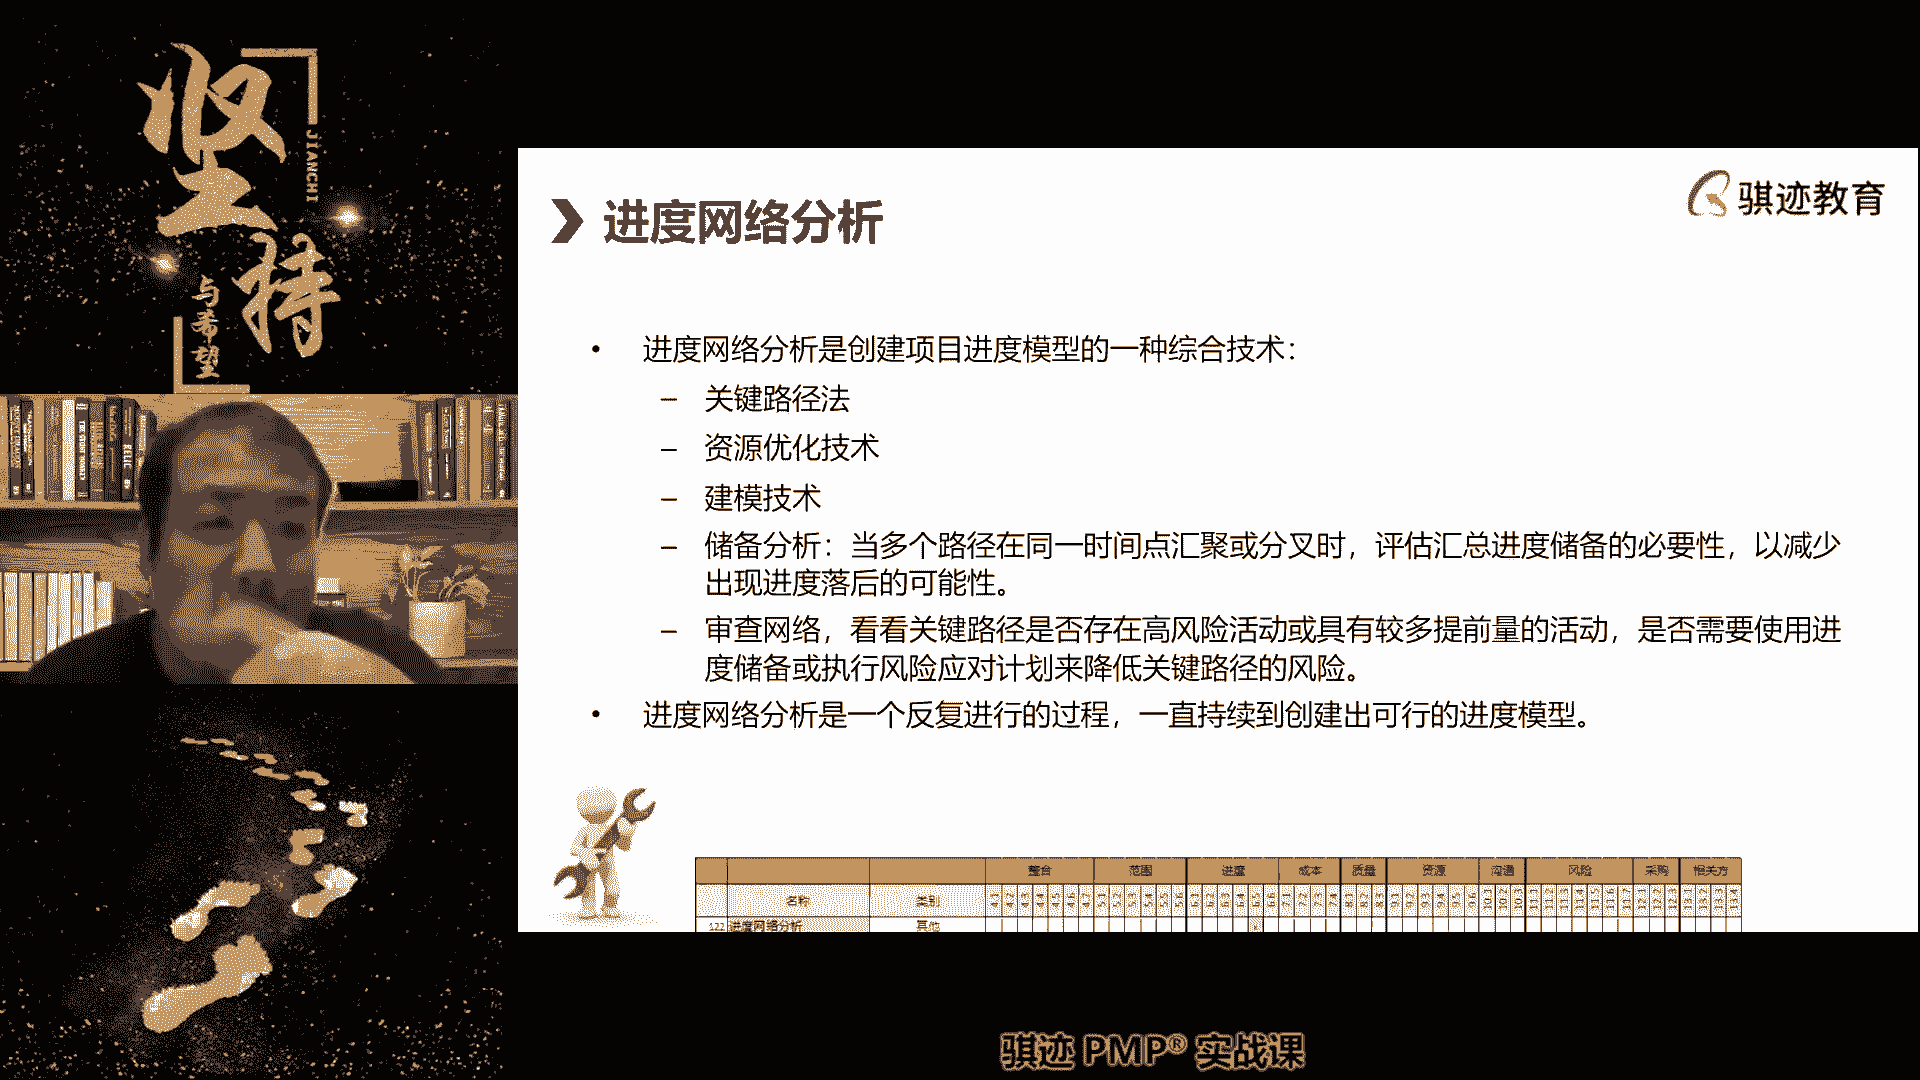 坚持
JIANCHI
与希望
进度网络分析
骐迹教育
• 进度网络分析是创建项目进度模型的一种综合技术：
– 关键路径法
– 资源优化技术
– 建模技术
– 储备分析：当多个路径在同一时间点汇聚或分叉时，评估汇总进度储备的必要性，以减少
出现进度落后的可能性。
– 审查网络，看看关键路径是否存在高风险活动或具有较多提前量的活动，是否需要使用进
度储备或执行风险应对计划来降低关键路径的风险。
• 进度网络分析是一个反复进行的过程，一直持续到创建出可行的进度模型。
整合 范围 进度 成本 质量 资源 沟通 风险 采购 相关方
名称 类别
122 进度网络分析 其他
骐迹 PMP® 实战课